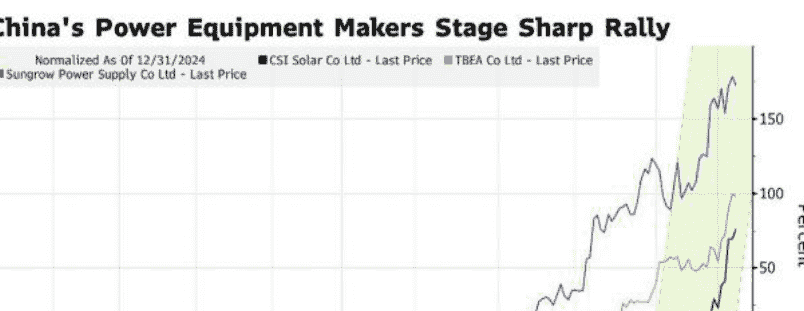 China's Power Equipment Makers Stage Sharp Rally
Normalized As Of 12/31/2024 CSI Solar Co Ltd - Last Price TBEA Co Ltd - Last Price
Sungrow Power Supply Co Ltd - Last Price
150
100
50
Percent